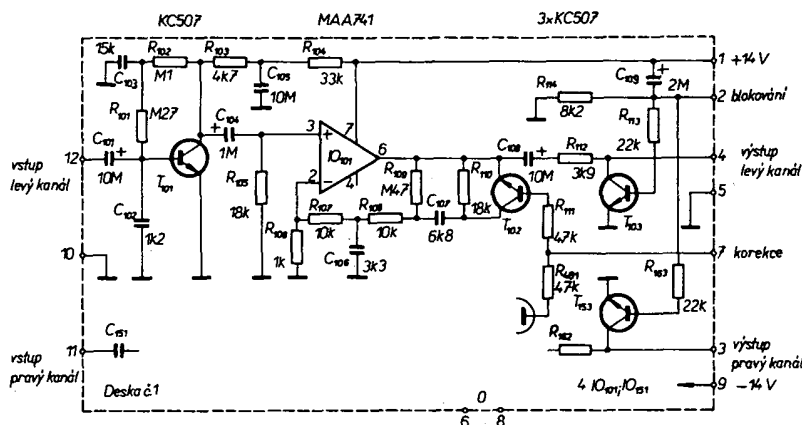 KC507
MAA741
3xKC507
15k
C103
R102
M1
R103
4k7
C105
10M
R104
33k
C109
+
2M
1
+14 V
R114
8k2
2
blokování
R101
M27
+
C104
1M
3
+
7
IO101
6
R113
22k
C101
+
12
10M
vstup
levý kanál
T101
4
2
−
C108
+
10M
R112
3k9
4
výstup
levý kanál
R105
18k
R109
M47
R110
18k
T102
T103
5
C102
1k2
R107
10k
R108
10k
C107
6k8
R106
1k
C106
3k3
R111
47k
10
7
korekce
R481
47k
R163
22k
T153
C151
11
vstup
pravý kanál
R162
3
výstup
pravý kanál
Deska č.1
4 IO101; IO151
9
−14 V
0
6 8